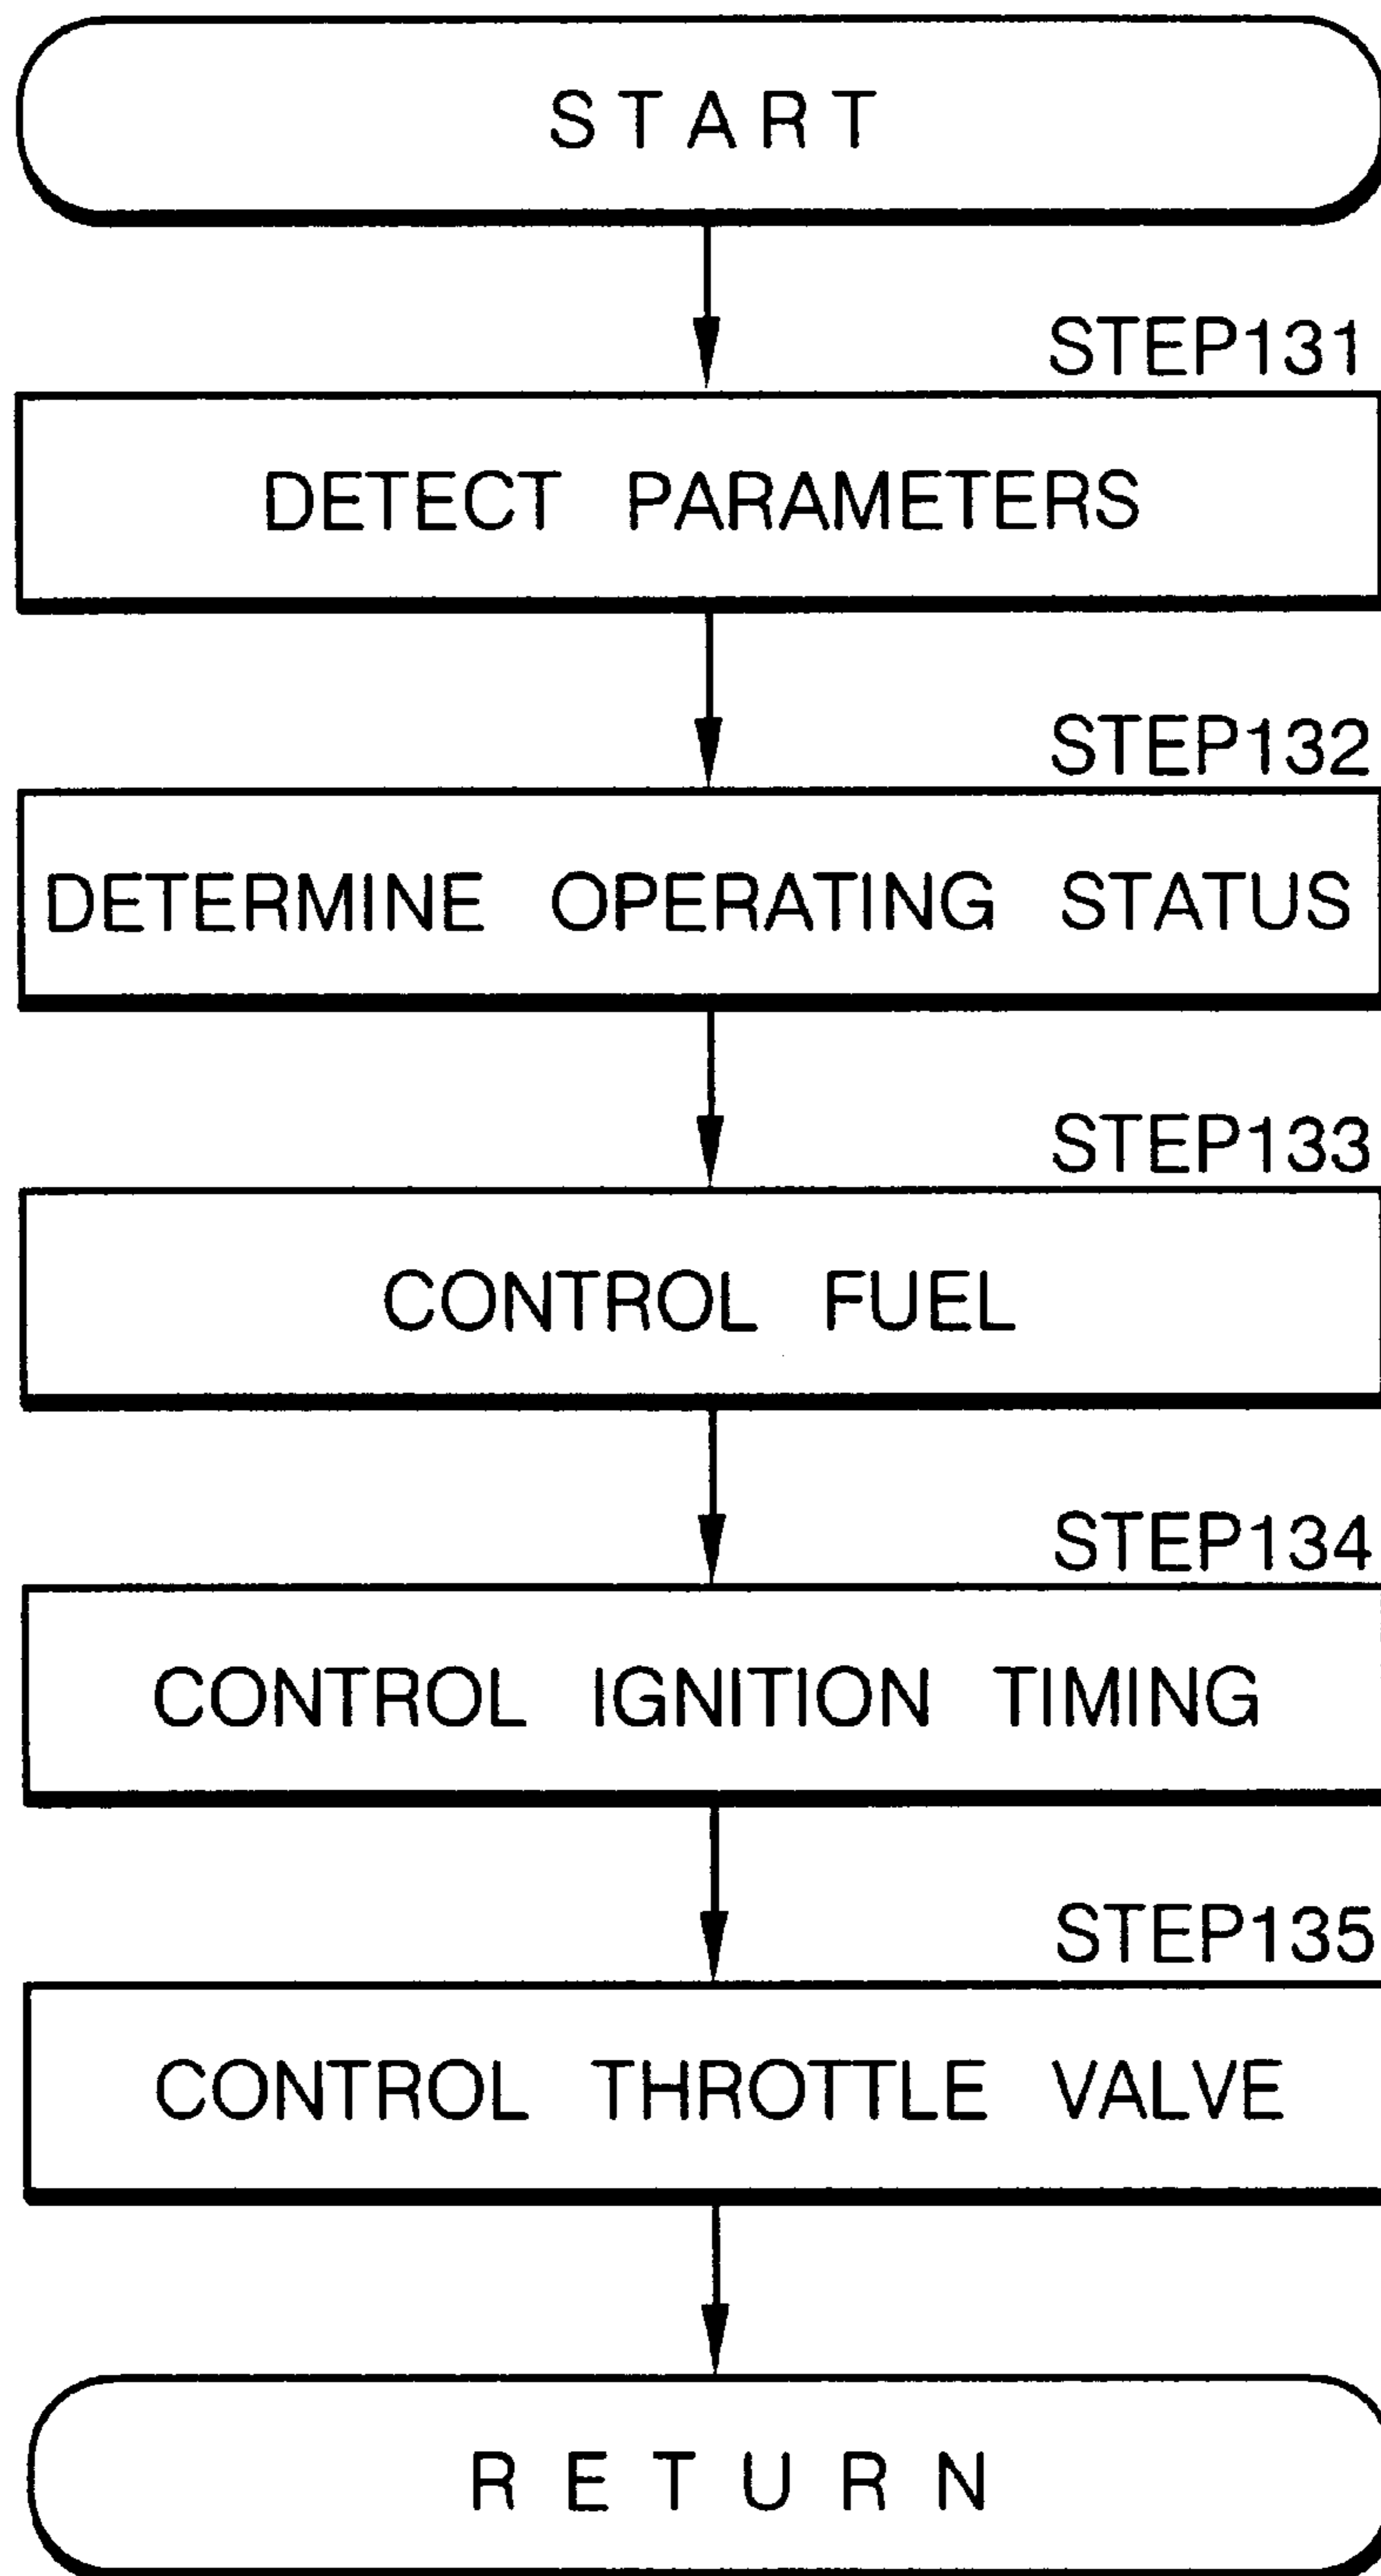 START
STEP131
DETECT PARAMETERS
STEP132
DETERMINE OPERATING STATUS
STEP133
CONTROL FUEL
STEP134
CONTROL IGNITION TIMING
STEP135
CONTROL THROTTLE VALVE
RETURN